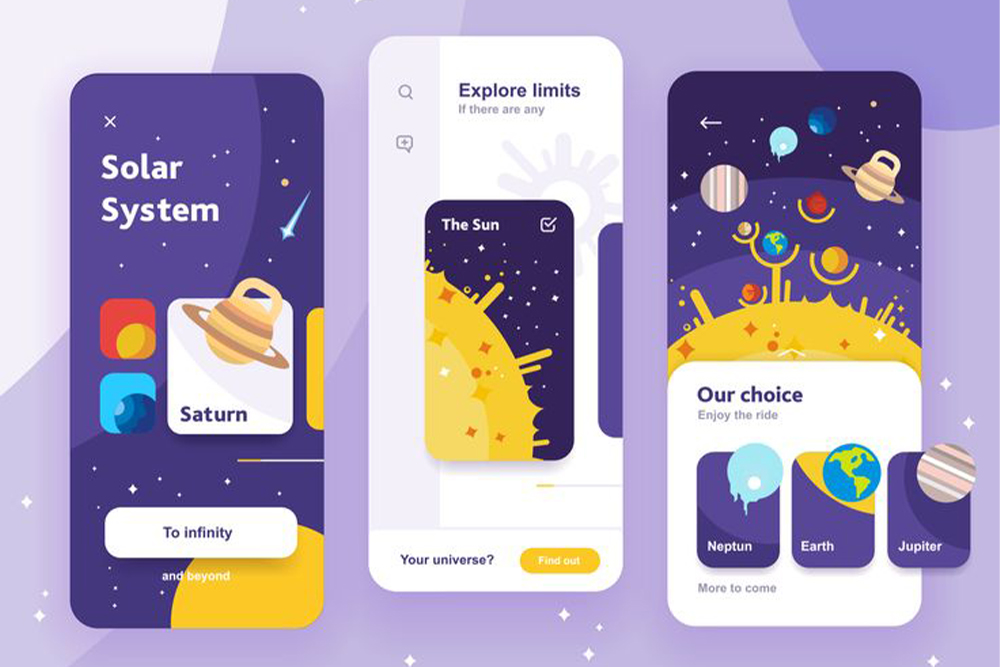 Solar
System
Saturn
To infinity
and beyond
Explore limits
If there are any
The Sun
Your universe?
Find out
Our choice
Enjoy the ride
Neptun
Earth
Jupiter
More to come